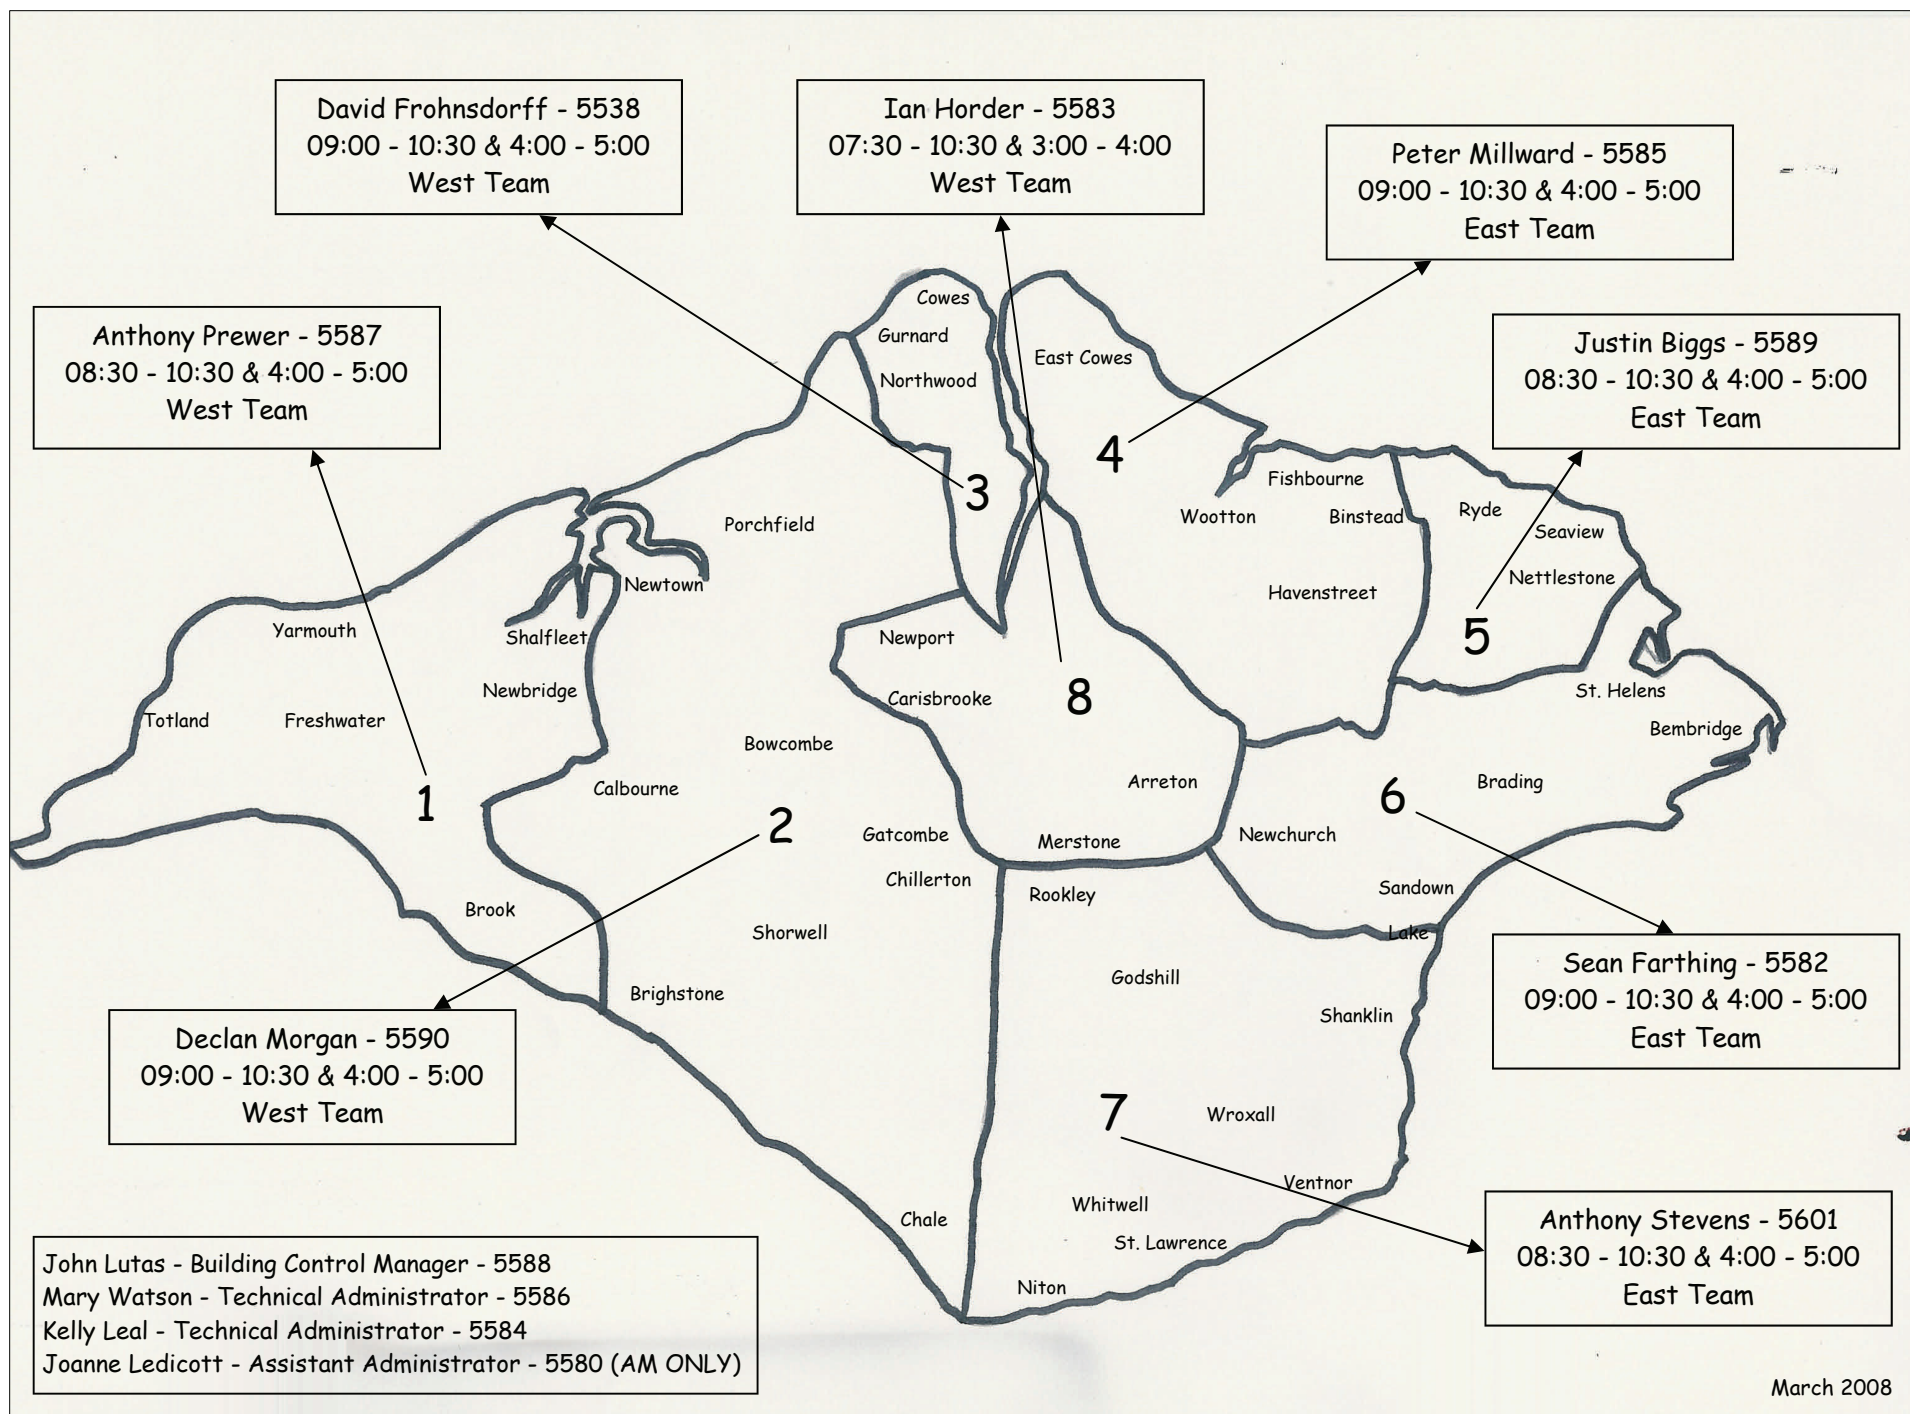 David Frohnsdorff - 5538
09:00 - 10:30 & 4:00 - 5:00
West Team
Ian Horder - 5583
07:30 - 10:30 & 3:00 - 4:00
West Team
Peter Millward - 5585
09:00 - 10:30 & 4:00 - 5:00
East Team
Anthony Prewer - 5587
08:30 - 10:30 & 4:00 - 5:00
West Team
Justin Biggs - 5589
08:30 - 10:30 & 4:00 - 5:00
East Team
Cowes
Gurnard
Northwood
East Cowes
4
3
Fishbourne
Wootton
Binstead
Ryde
Seaview
Porchfield
Newtown
Nettlestone
Havenstreet
Yarmouth
Shalfleet
Newport
5
Newbridge
Carisbrooke
8
St. Helens
Totland
Freshwater
Bembridge
Bowcombe
Calbourne
Arreton
Brading
1
2
6
Gatcombe
Merstone
Newchurch
Chillerton
Rookley
Sandown
Brook
Shorwell
Lake
Brighstone
Godshill
Shanklin
Sean Farthing - 5582
09:00 - 10:30 & 4:00 - 5:00
East Team
Declan Morgan - 5590
09:00 - 10:30 & 4:00 - 5:00
West Team
7
Wroxall
Ventnor
Whitwell
Chale
St. Lawrence
Niton
Anthony Stevens - 5601
08:30 - 10:30 & 4:00 - 5:00
East Team
John Lutas - Building Control Manager - 5588
Mary Watson - Technical Administrator - 5586
Kelly Leal - Technical Administrator - 5584
Joanne Ledicott - Assistant Administrator - 5580 (AM ONLY)
March 2008